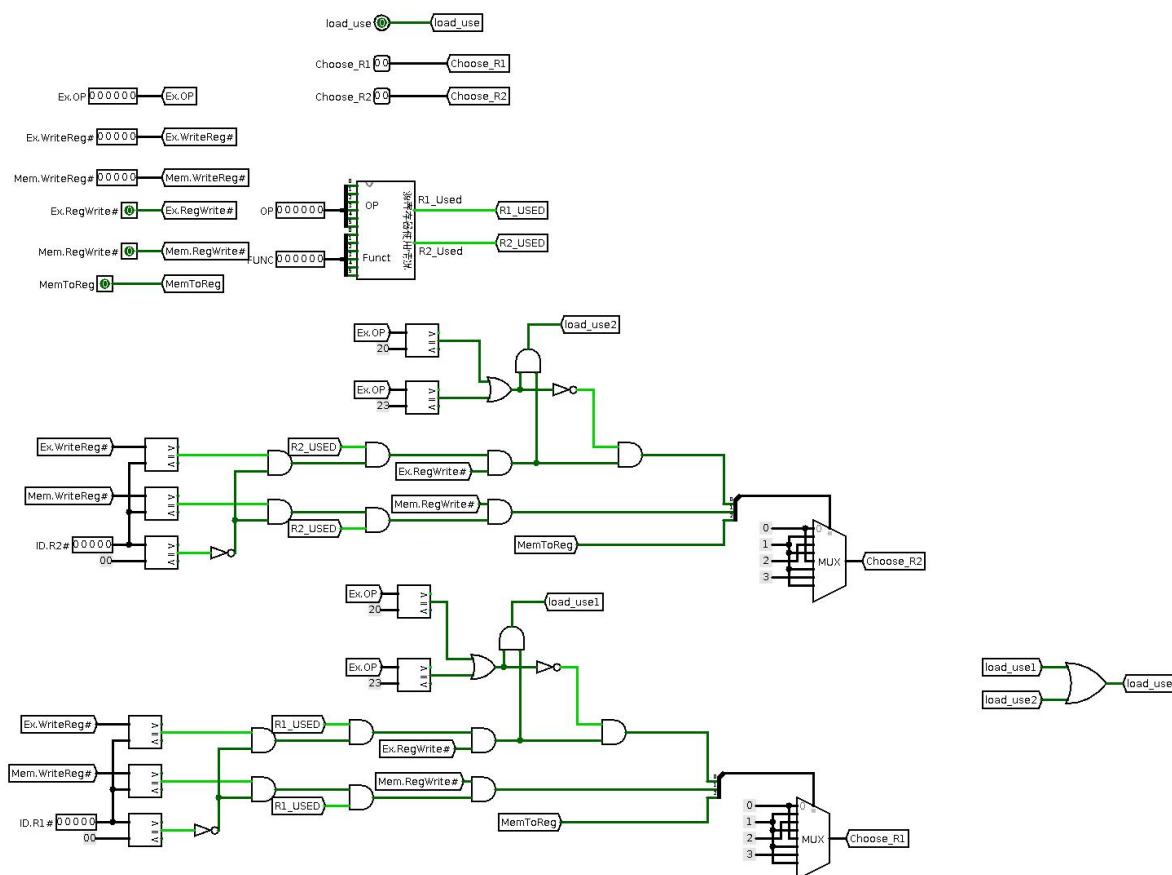 load_use load_use
Choose_R1 00 Choose_R1
Choose_R2 00 Choose_R2
Ex.OP 000000 Ex.OP
Ex.WriteReg# 00000 Ex.WriteReg#
Mem.WriteReg# 00000 Mem.WriteReg#
Ex.RegWrite# 0 Ex.RegWrite#
Mem.RegWrite# 0 Mem.RegWrite#
MemToReg 0 MemToReg
OP 000000 OP R1_Used R1_USED
FUNC 000000 Funct R2_Used R2_USED
load_use2
Ex.OP
20
Ex.OP
23
Ex.WriteReg# R2_USED
Ex.RegWrite#
Mem.WriteReg# Mem.RegWrite#
R2_USED
ID.R2# 00000 MemToReg
00
0
1
2
3
MUX Choose_R2
load_use1
Ex.OP
20
Ex.OP
23
load_use1
load_use2
load_use
Ex.WriteReg# R1_USED
Ex.RegWrite#
Mem.WriteReg# Mem.RegWrite#
R1_USED
ID.R1# 00000 MemToReg
00
0
1
2
3
MUX Choose_R1